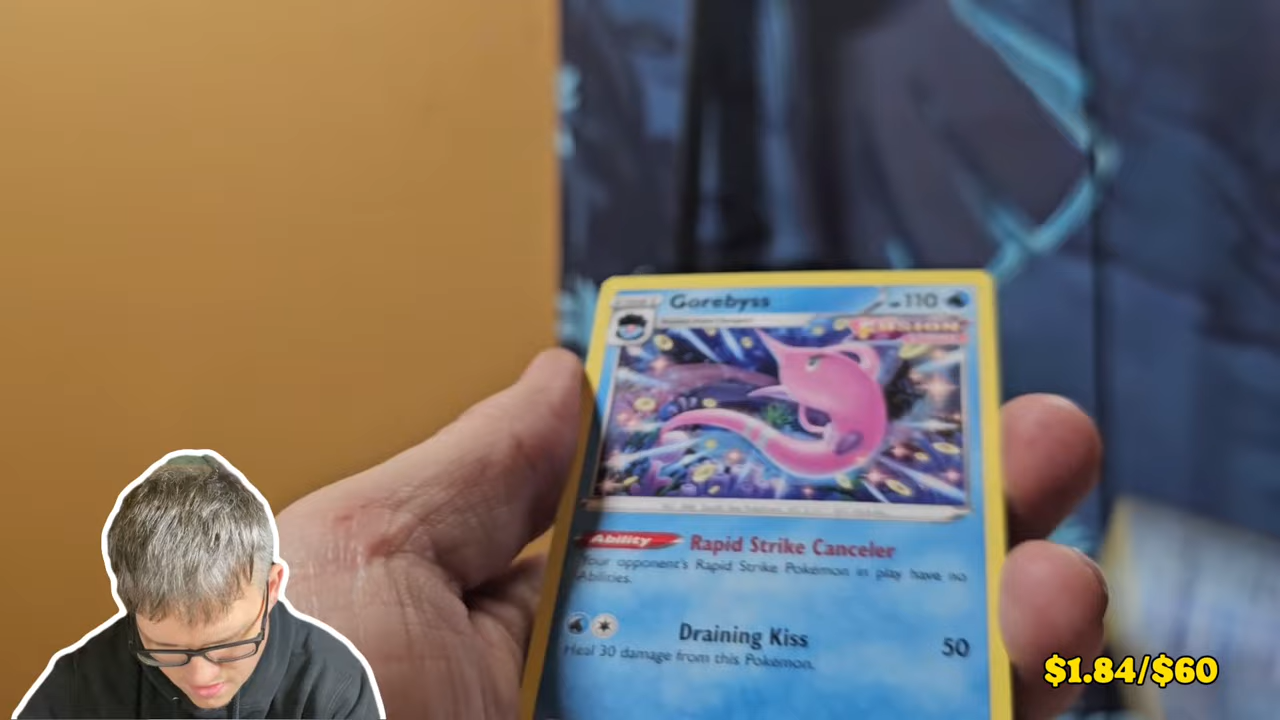 Gorebyss 110
FUSION
Ability Rapid Strike Canceler
Your opponent's Rapid Strike Pokémon in play have no
Abilities.
Draining Kiss 50
Heal 30 damage from this Pokémon.
$1.84/$60